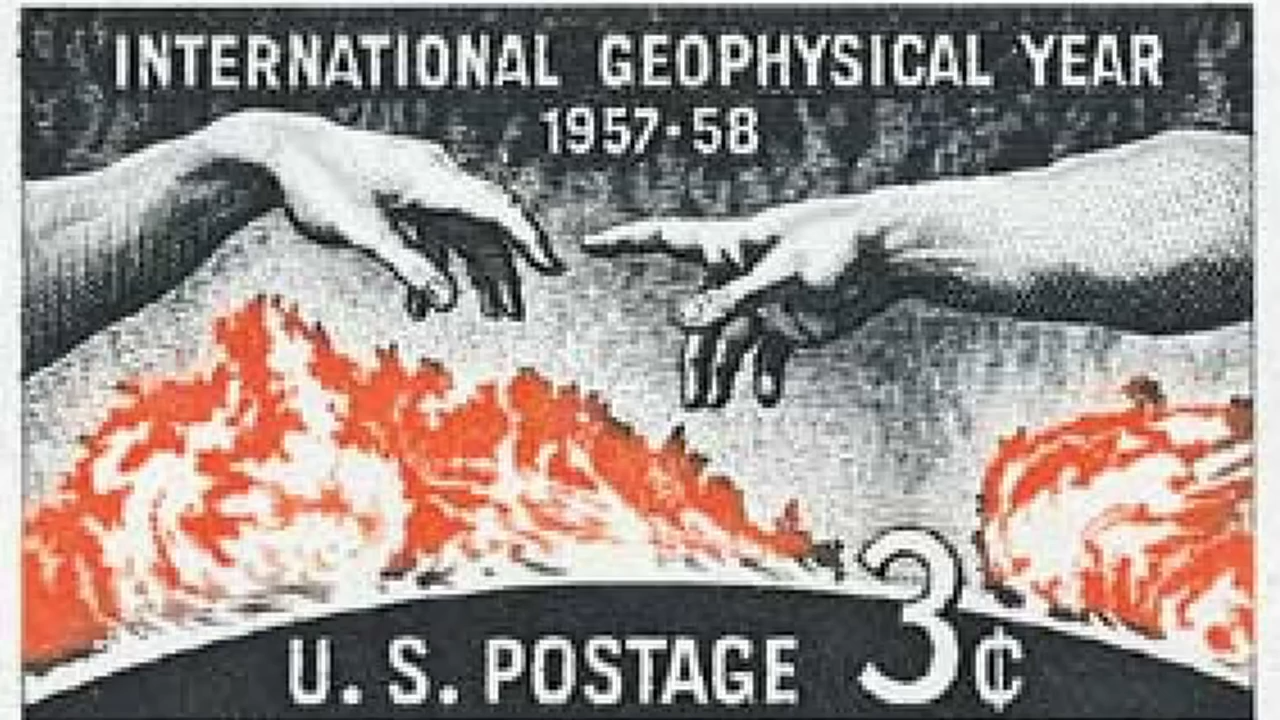 INTERNATIONAL GEOPHYSICAL YEAR
1957-58
U. S. POSTAGE 3¢